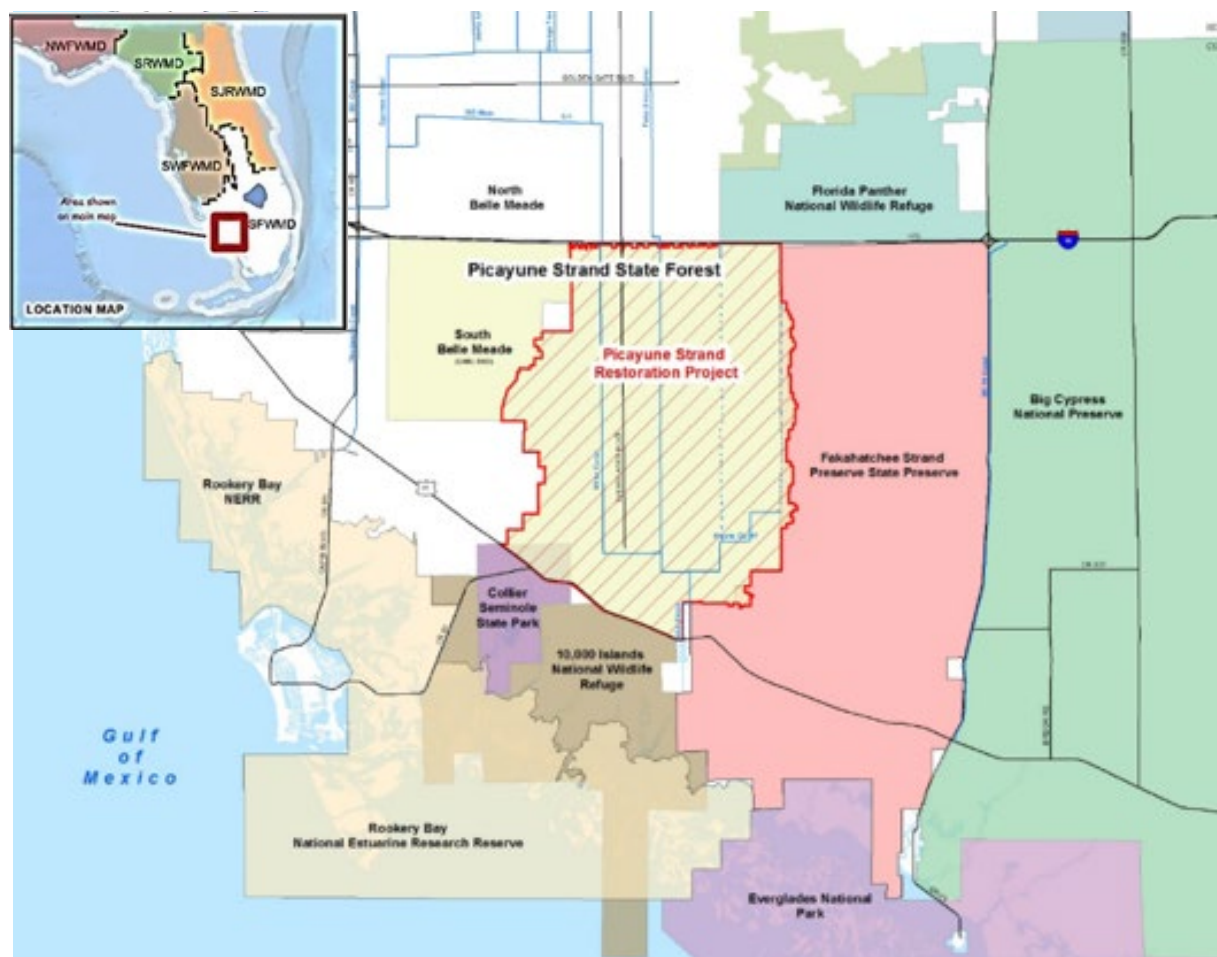 NWFWMD
SRWMD
SJRWMD
SWFWMD
Area shown
on main map
SFWMD
LOCATION MAP
GOLDEN GATE BLVD
North
Belle Meade
Florida Panther
National Wildlife Refuge
Picayune Strand State Forest
South
Belle Meade
Picayune Strand
Restoration Project
Big Cypress
National Preserve
Fakahatchee Strand
Preserve State Preserve
Rookery Bay
NERR
Collier
Seminole
State Park
10,000 Islands
National Wildlife
Refuge
Gulf
of
Mexico
Rookery Bay
National Estuarine Research Reserve
Everglades National
Park